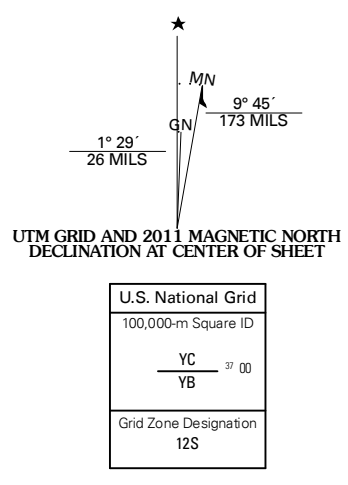 MN
GN
9° 45´
173 MILS
1° 29´
26 MILS
UTM GRID AND 2011 MAGNETIC NORTH
DECLINATION AT CENTER OF SHEET
U.S. National Grid
100,000-m Square ID
YC
37 00
YB
Grid Zone Designation
12S